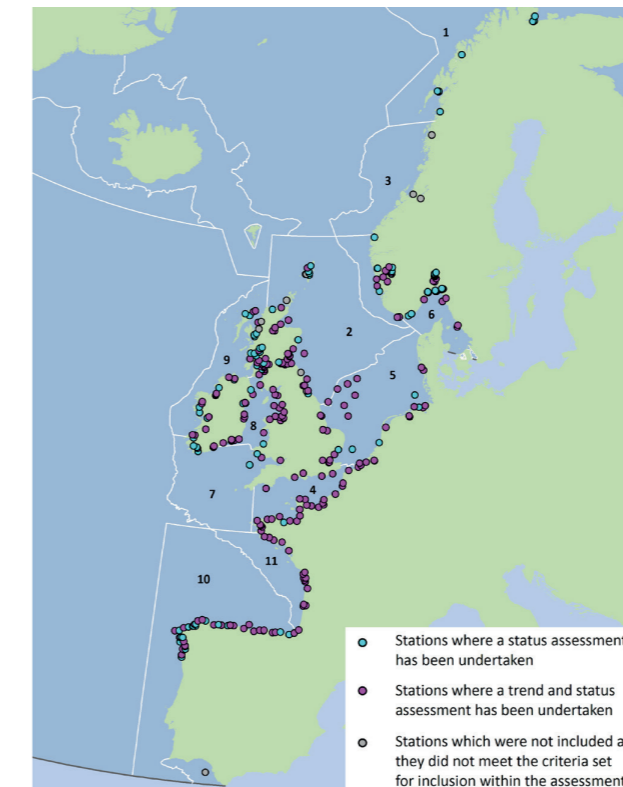 1
3
2
6
9
5
8
7
4
11
10
Stations where a status assessment
has been undertaken
Stations where a trend and status
assessment has been undertaken
Stations which were not included a
they did not meet the criteria set
for inclusion within the assessment